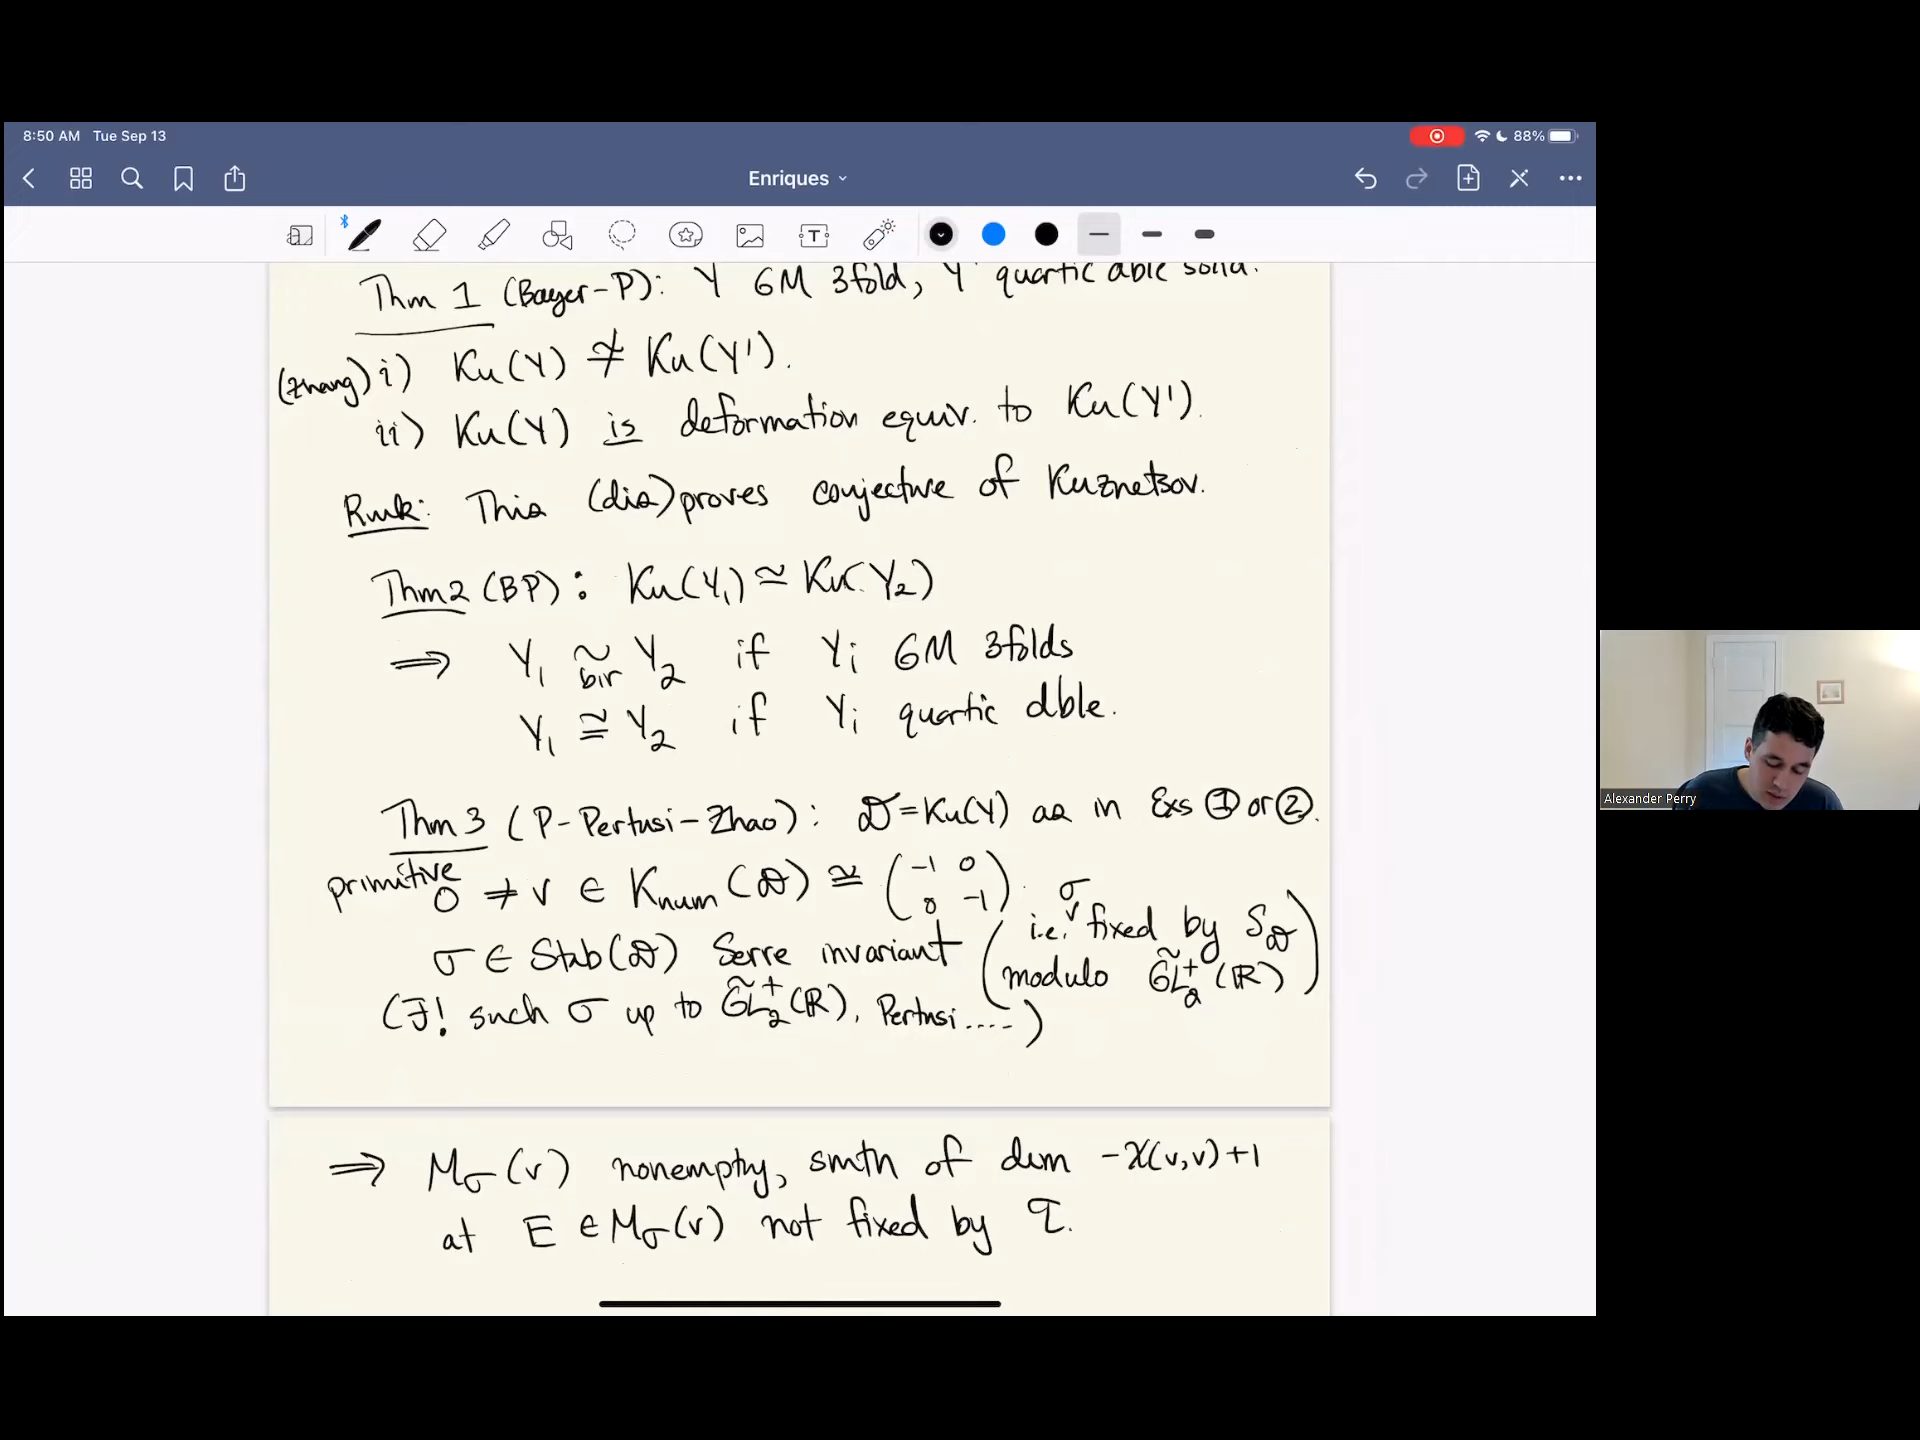 8:50 AM Tue Sep 13
88%
Enriques
T
Thm 1 (Bayer-P): Y GM 3fold, Y' quartic dble solid.
(Zhang) i) Ku(Y) ≄ Ku(Y').
ii) Ku(Y) is deformation equiv. to Ku(Y').
Rmk: This (dis)proves conjecture of Kuznetsov.
Thm 2 (BP): Ku(Y₁) ≃ Ku(Y₂)
⟹ Y₁ ~bir Y₂ if Yi GM 3folds
Y₁ ≅ Y₂ if Yi quartic dble.
Thm 3 (P-Pertusi-Zhao): 𝒟 = Ku(Y) as in Exs ① or ②.
primitive 0 ≠ v ∈ Knum(𝒟) ≅ (-1 0 / 0 -1).
σ ∈ Stab(𝒟) Serre invariant (i.e. σ fixed by S𝒟 modulo G̃L₂⁺(ℝ))
(∃! such σ up to G̃L₂⁺(ℝ), Pertusi....)
⟹ Mσ(v) nonempty, smth of dim -χ(v,v)+1
at E ∈ Mσ(v) not fixed by τ.
Alexander Perry